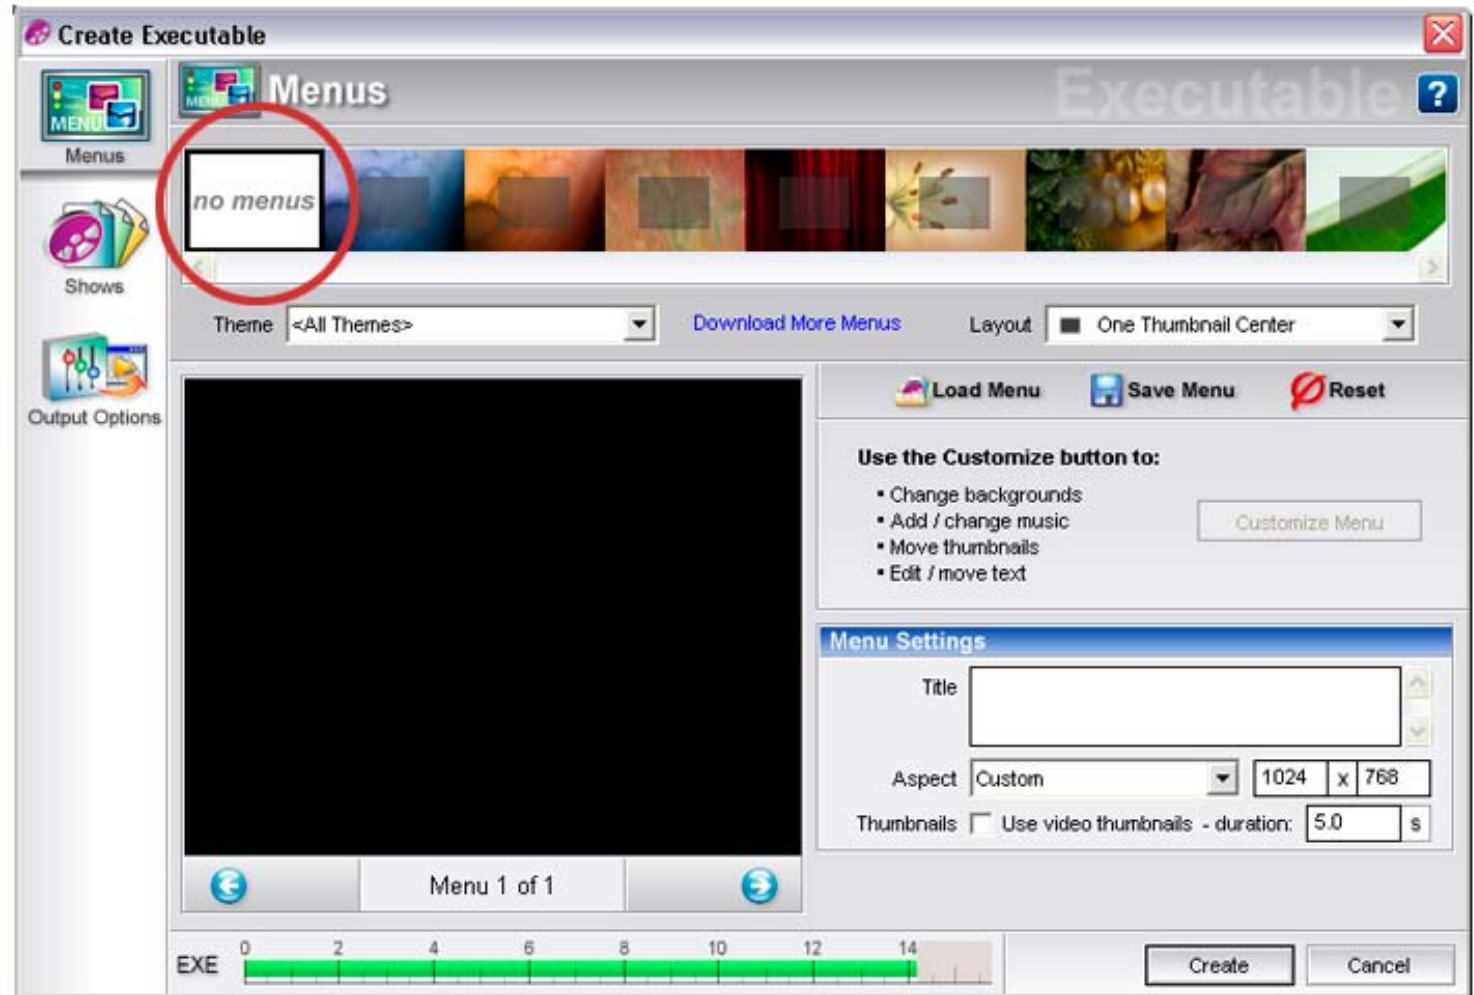 Create Executable
MENU
Menus
Executable
?
MENU
Menus
no menus
Shows
Theme <All Themes> Download More Menus Layout One Thumbnail Center
Output Options
Load Menu Save Menu Reset
Use the Customize button to:
▪ Change backgrounds
▪ Add / change music
▪ Move thumbnails
▪ Edit / move text
Customize Menu
Menu Settings
Title
Aspect Custom 1024 x 768
Thumbnails Use video thumbnails - duration: 5.0 s
Menu 1 of 1
0 2 4 6 8 10 12 14
EXE
Create Cancel